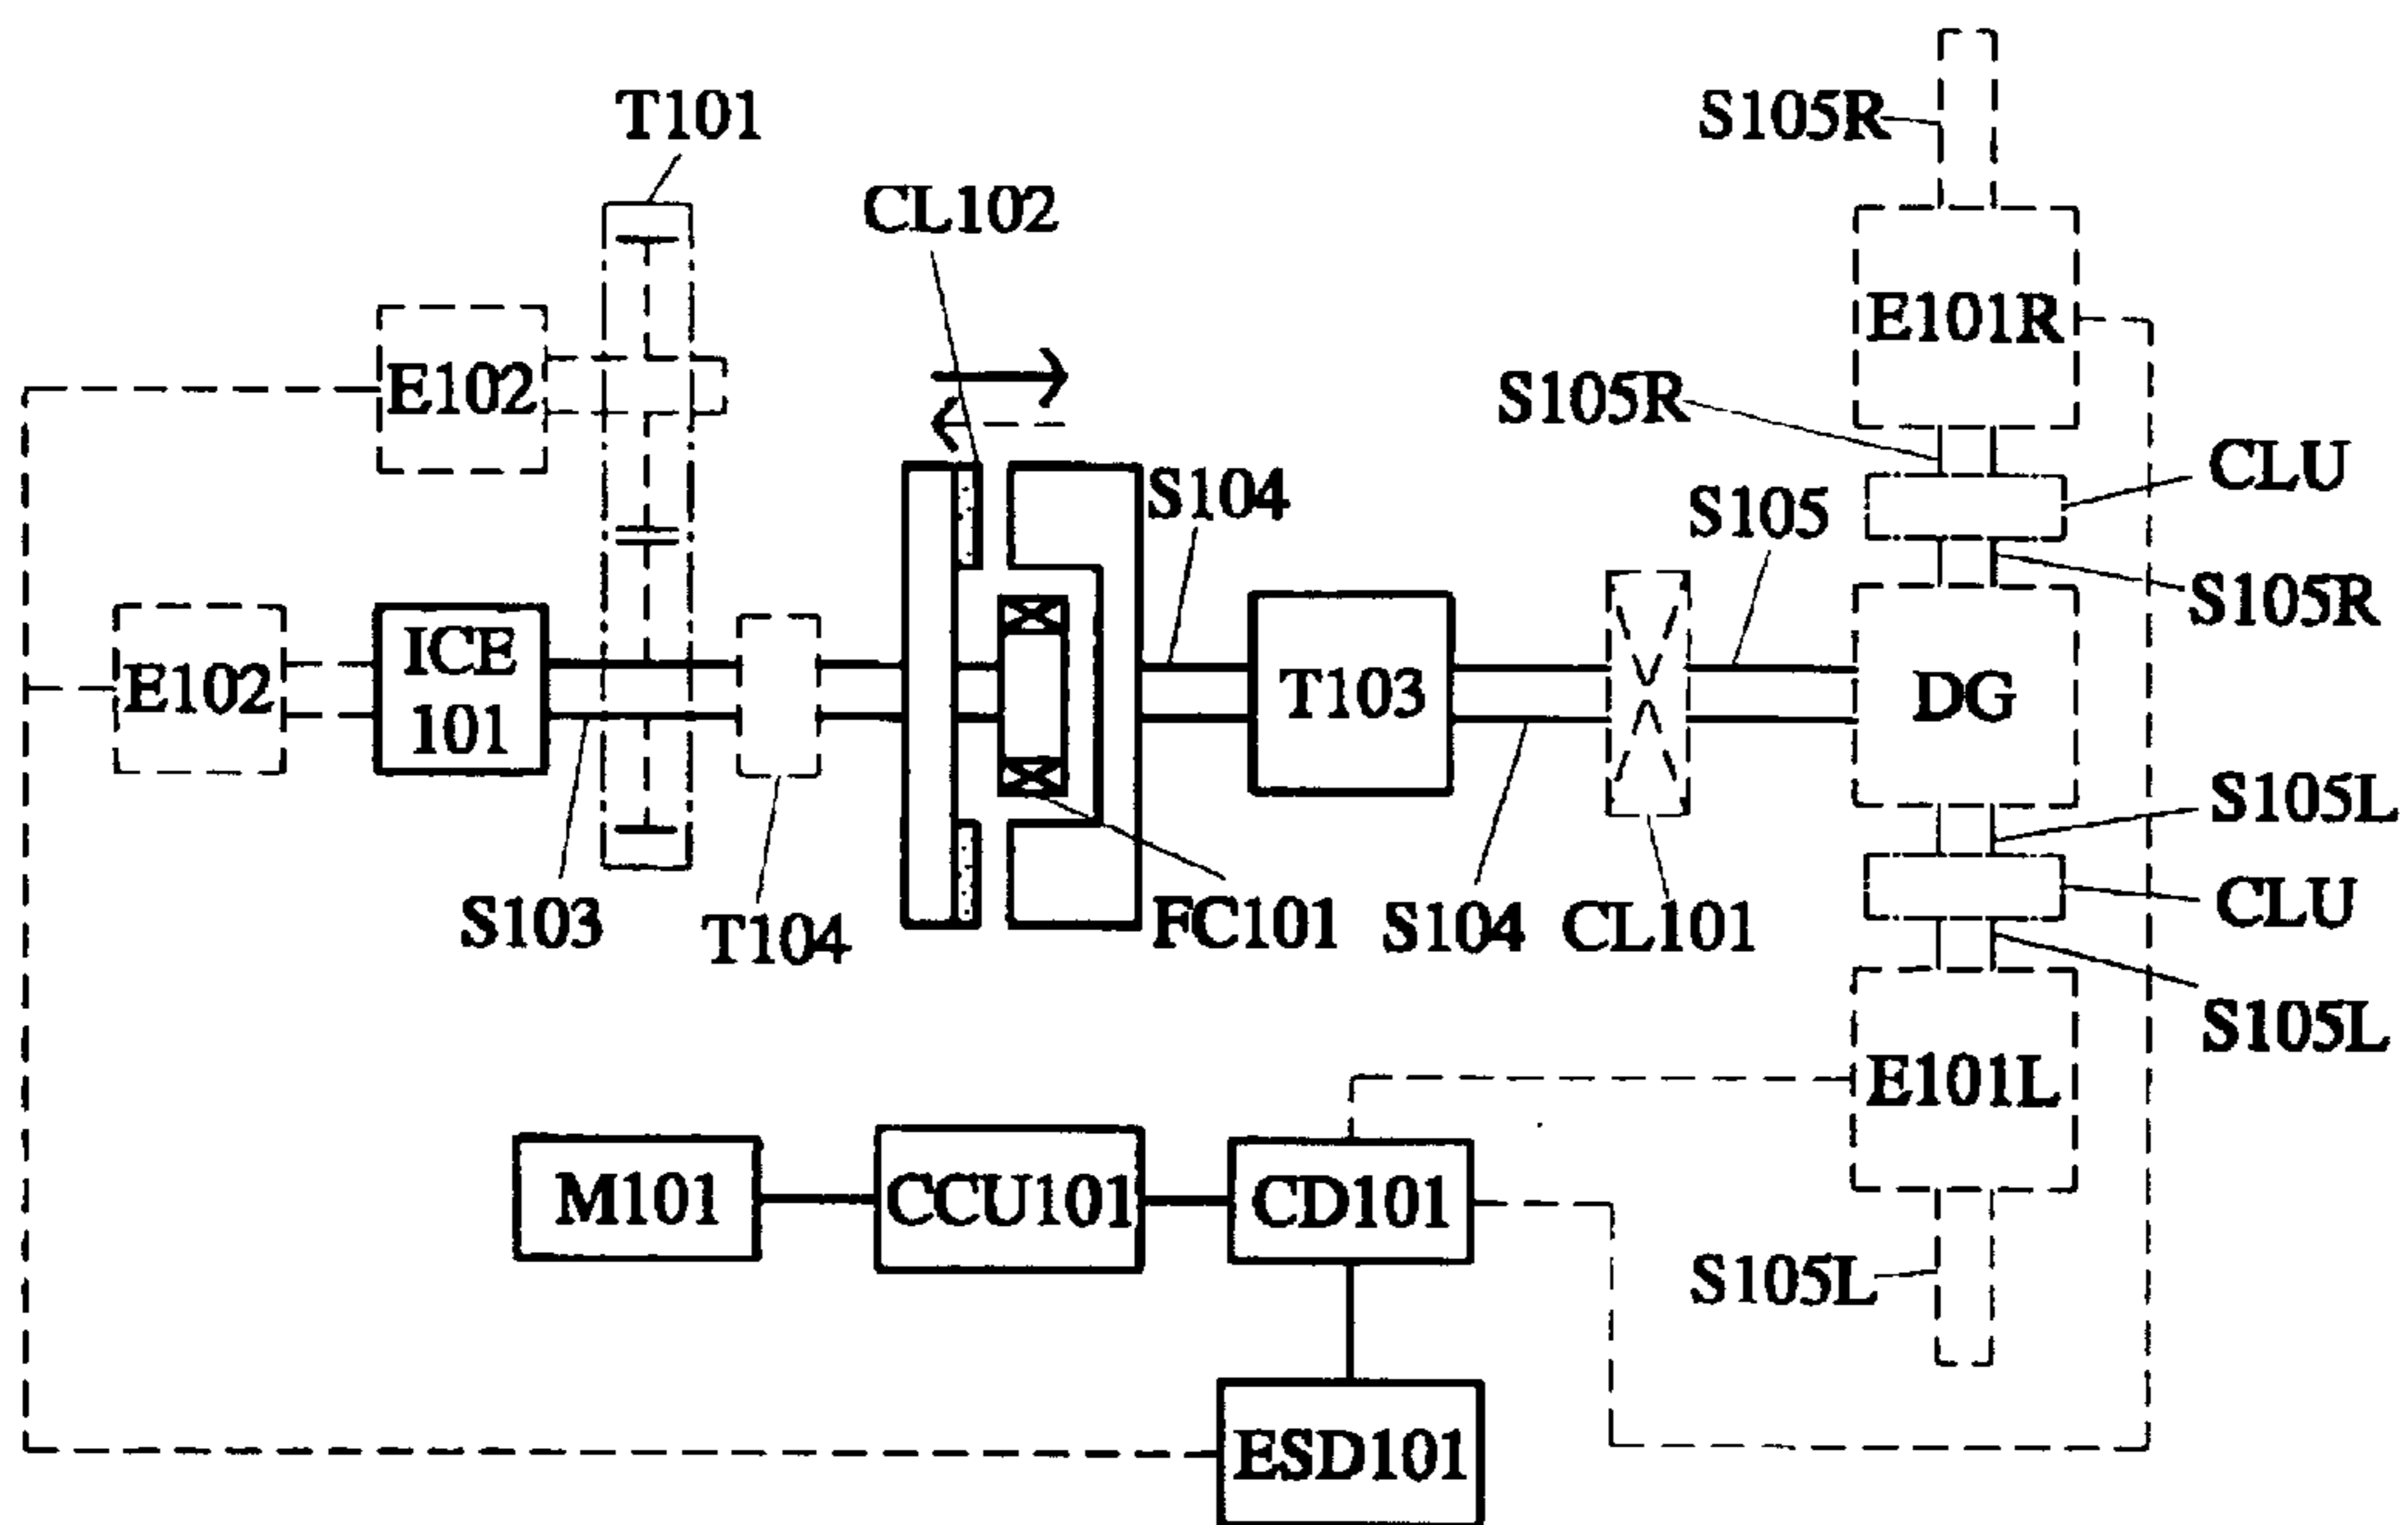 T101
S105R
CL102
E101R
E102
S105R
CLU
S104
S105
S105R
ICE
101
E102
T103
DG
S105L
S103
T104
FC101
S104
CL101
CLU
S105L
E101L
M101
CCU101
CD101
S105L
ESD101